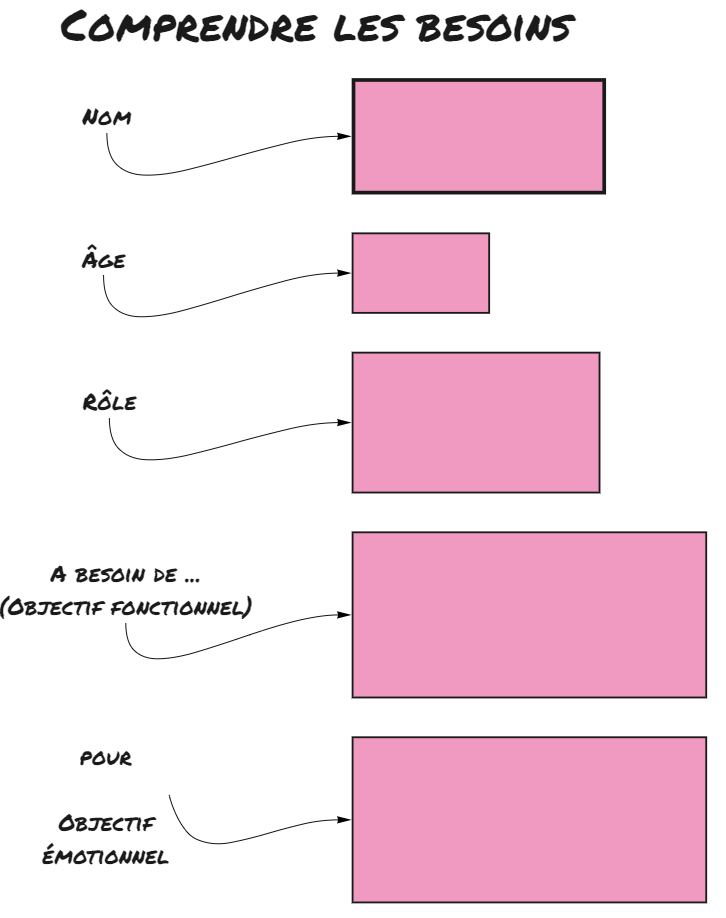 Comprendre les besoins
Nom
Âge
Rôle
A besoin de ...
(Objectif fonctionnel)
pour
Objectif
émotionnel